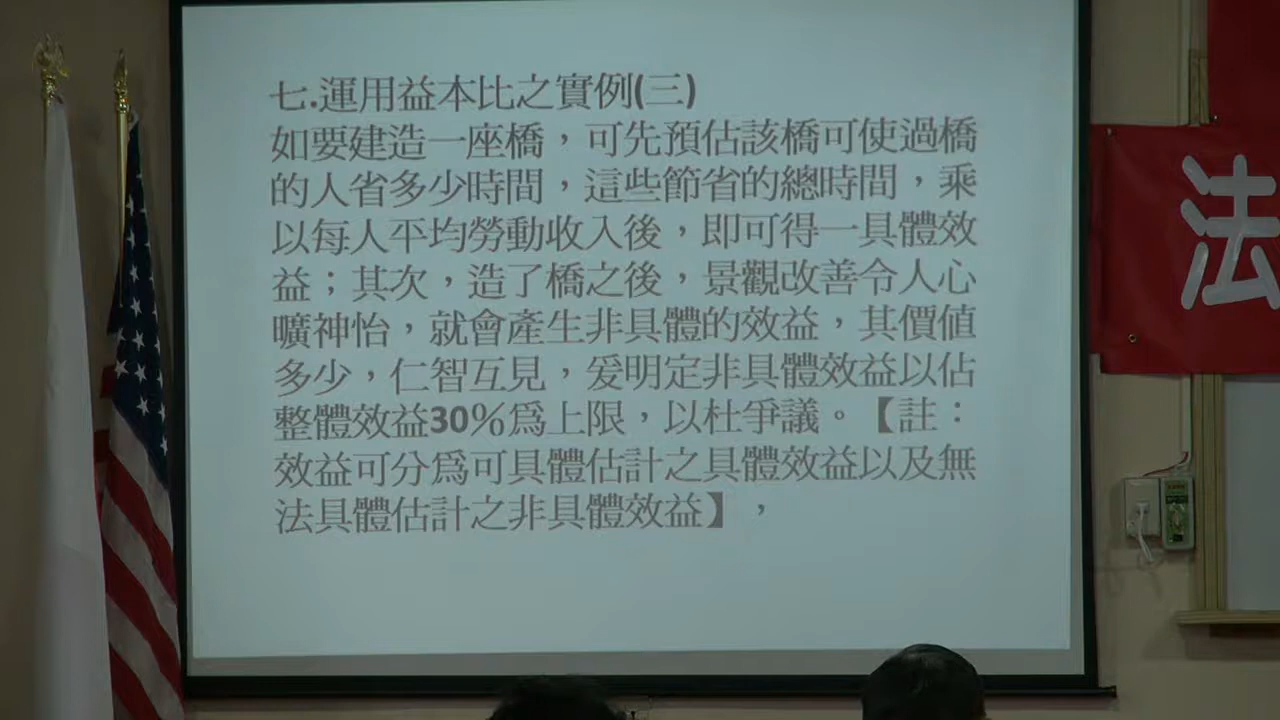 七.運用益本比之實例(三)
如要建造一座橋，可先預估該橋可使過橋
的人省多少時間，這些節省的總時間，乘
以每人平均勞動收入後，即可得一具體效
益；其次，造了橋之後，景觀改善令人心
曠神怡，就會產生非具體的效益，其價值
多少，仁智互見，爰明定非具體效益以佔
整體效益30％爲上限，以杜爭議。【註：
效益可分爲可具體估計之具體效益以及無
法具體估計之非具體效益】，
法